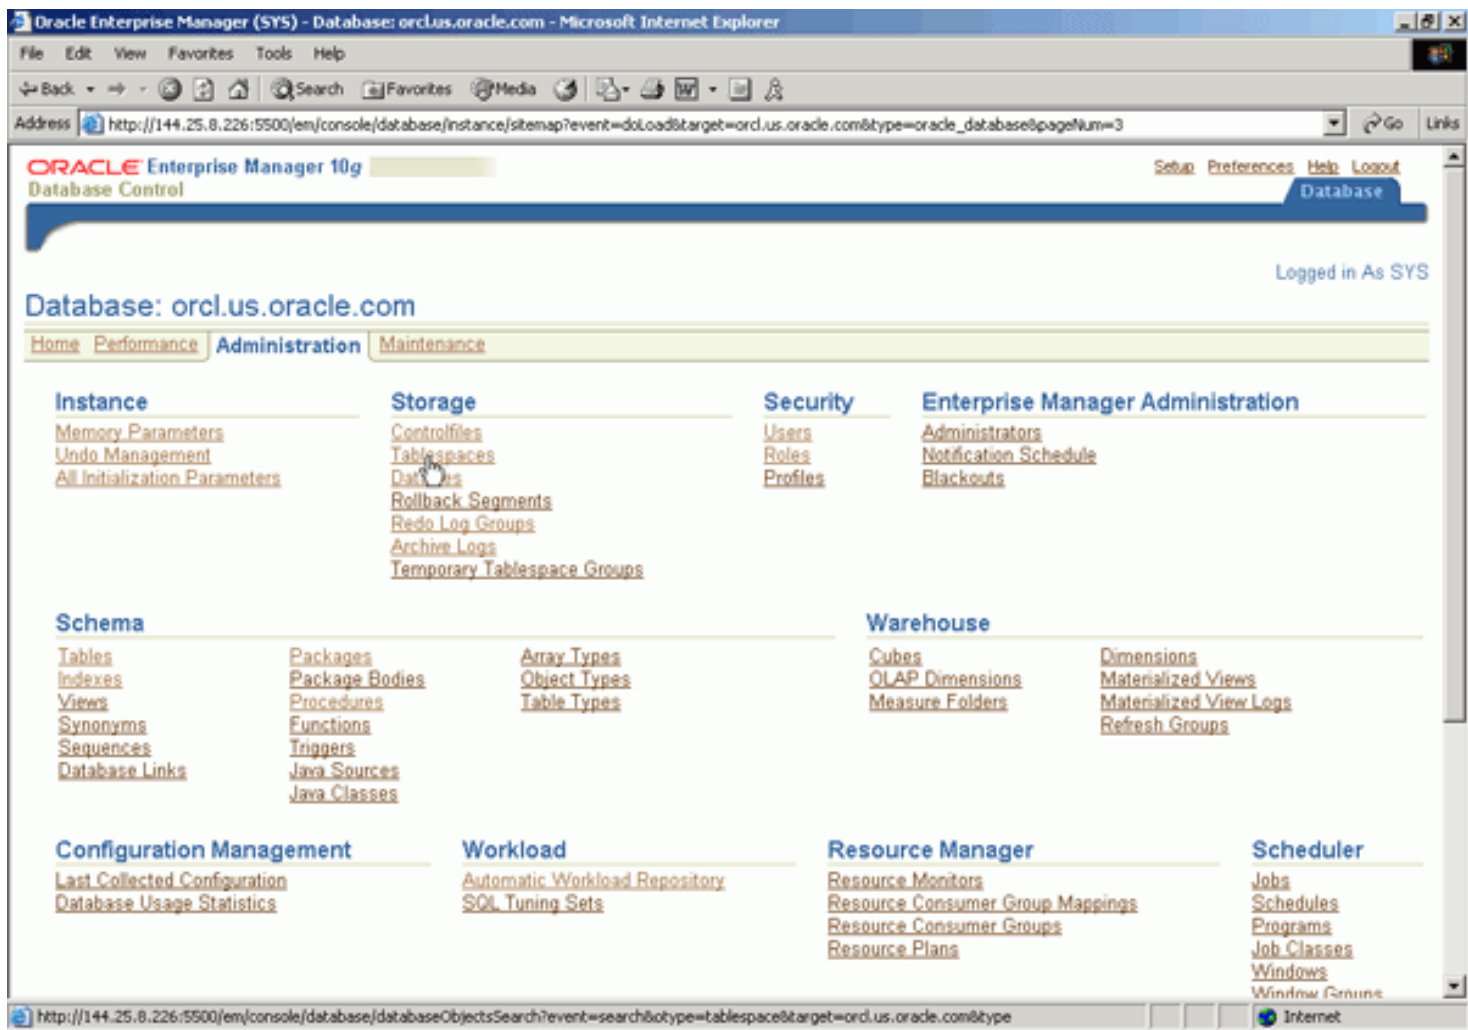 Oracle Enterprise Manager (SYS) - Database: orcl.us.oracle.com - Microsoft Internet Explorer
File Edit View Favorites Tools Help
Back Search Favorites Media
Address http://144.25.8.226:5500/em/console/database/instance/sitemap?event=doLoad&target=orcl.us.oracle.com&type=oracle_database&pageNum=3 Go Links
ORACLE Enterprise Manager 10g
Database Control
Setup Preferences Help Logout
Database
Logged in As SYS
Database: orcl.us.oracle.com
Home Performance Administration Maintenance
Instance
Memory Parameters
Undo Management
All Initialization Parameters
Storage
Controlfiles
Tablespaces
Rollback Segments
Redo Log Groups
Archive Logs
Temporary Tablespace Groups
Security
Users
Roles
Profiles
Enterprise Manager Administration
Administrators
Notification Schedule
Blackouts
Schema
Tables
Indexes
Views
Synonyms
Sequences
Database Links
Packages
Package Bodies
Procedures
Functions
Triggers
Java Sources
Java Classes
Array Types
Object Types
Table Types
Warehouse
Cubes
OLAP Dimensions
Measure Folders
Dimensions
Materialized Views
Materialized View Logs
Refresh Groups
Configuration Management
Last Collected Configuration
Database Usage Statistics
Workload
Automatic Workload Repository
SQL Tuning Sets
Resource Manager
Resource Monitors
Resource Consumer Group Mappings
Resource Consumer Groups
Resource Plans
Scheduler
Jobs
Schedules
Programs
Job Classes
Windows
Window Groups
http://144.25.8.226:5500/em/console/database/databaseObjectsSearch?event=search&otype=tablespace&target=orcl.us.oracle.com&type Internet